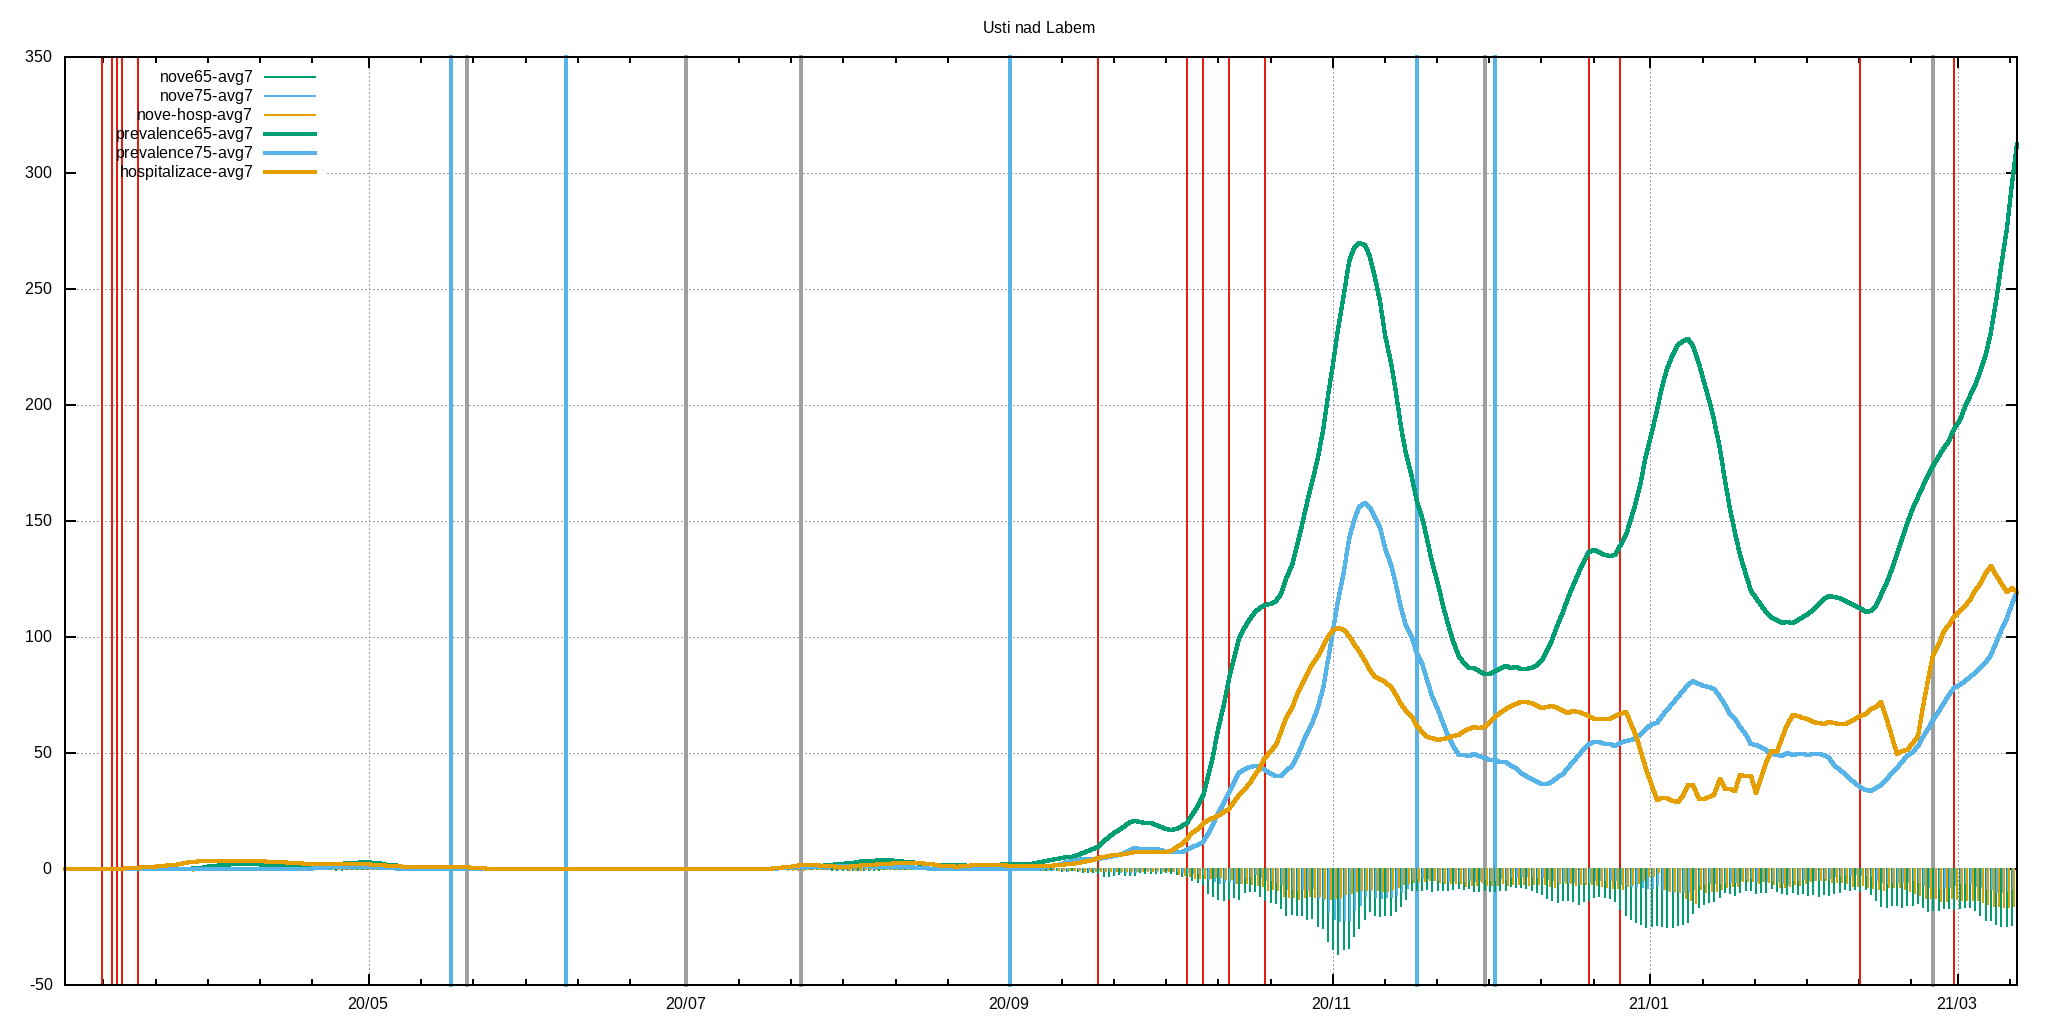 Usti nad Labem
350
300
250
200
150
100
50
0
-50
nove65-avg7
nove75-avg7
nove-hosp-avg7
prevalence65-avg7
prevalence75-avg7
hospitalizace-avg7
20/05 20/07 20/09 20/11 21/01 21/03